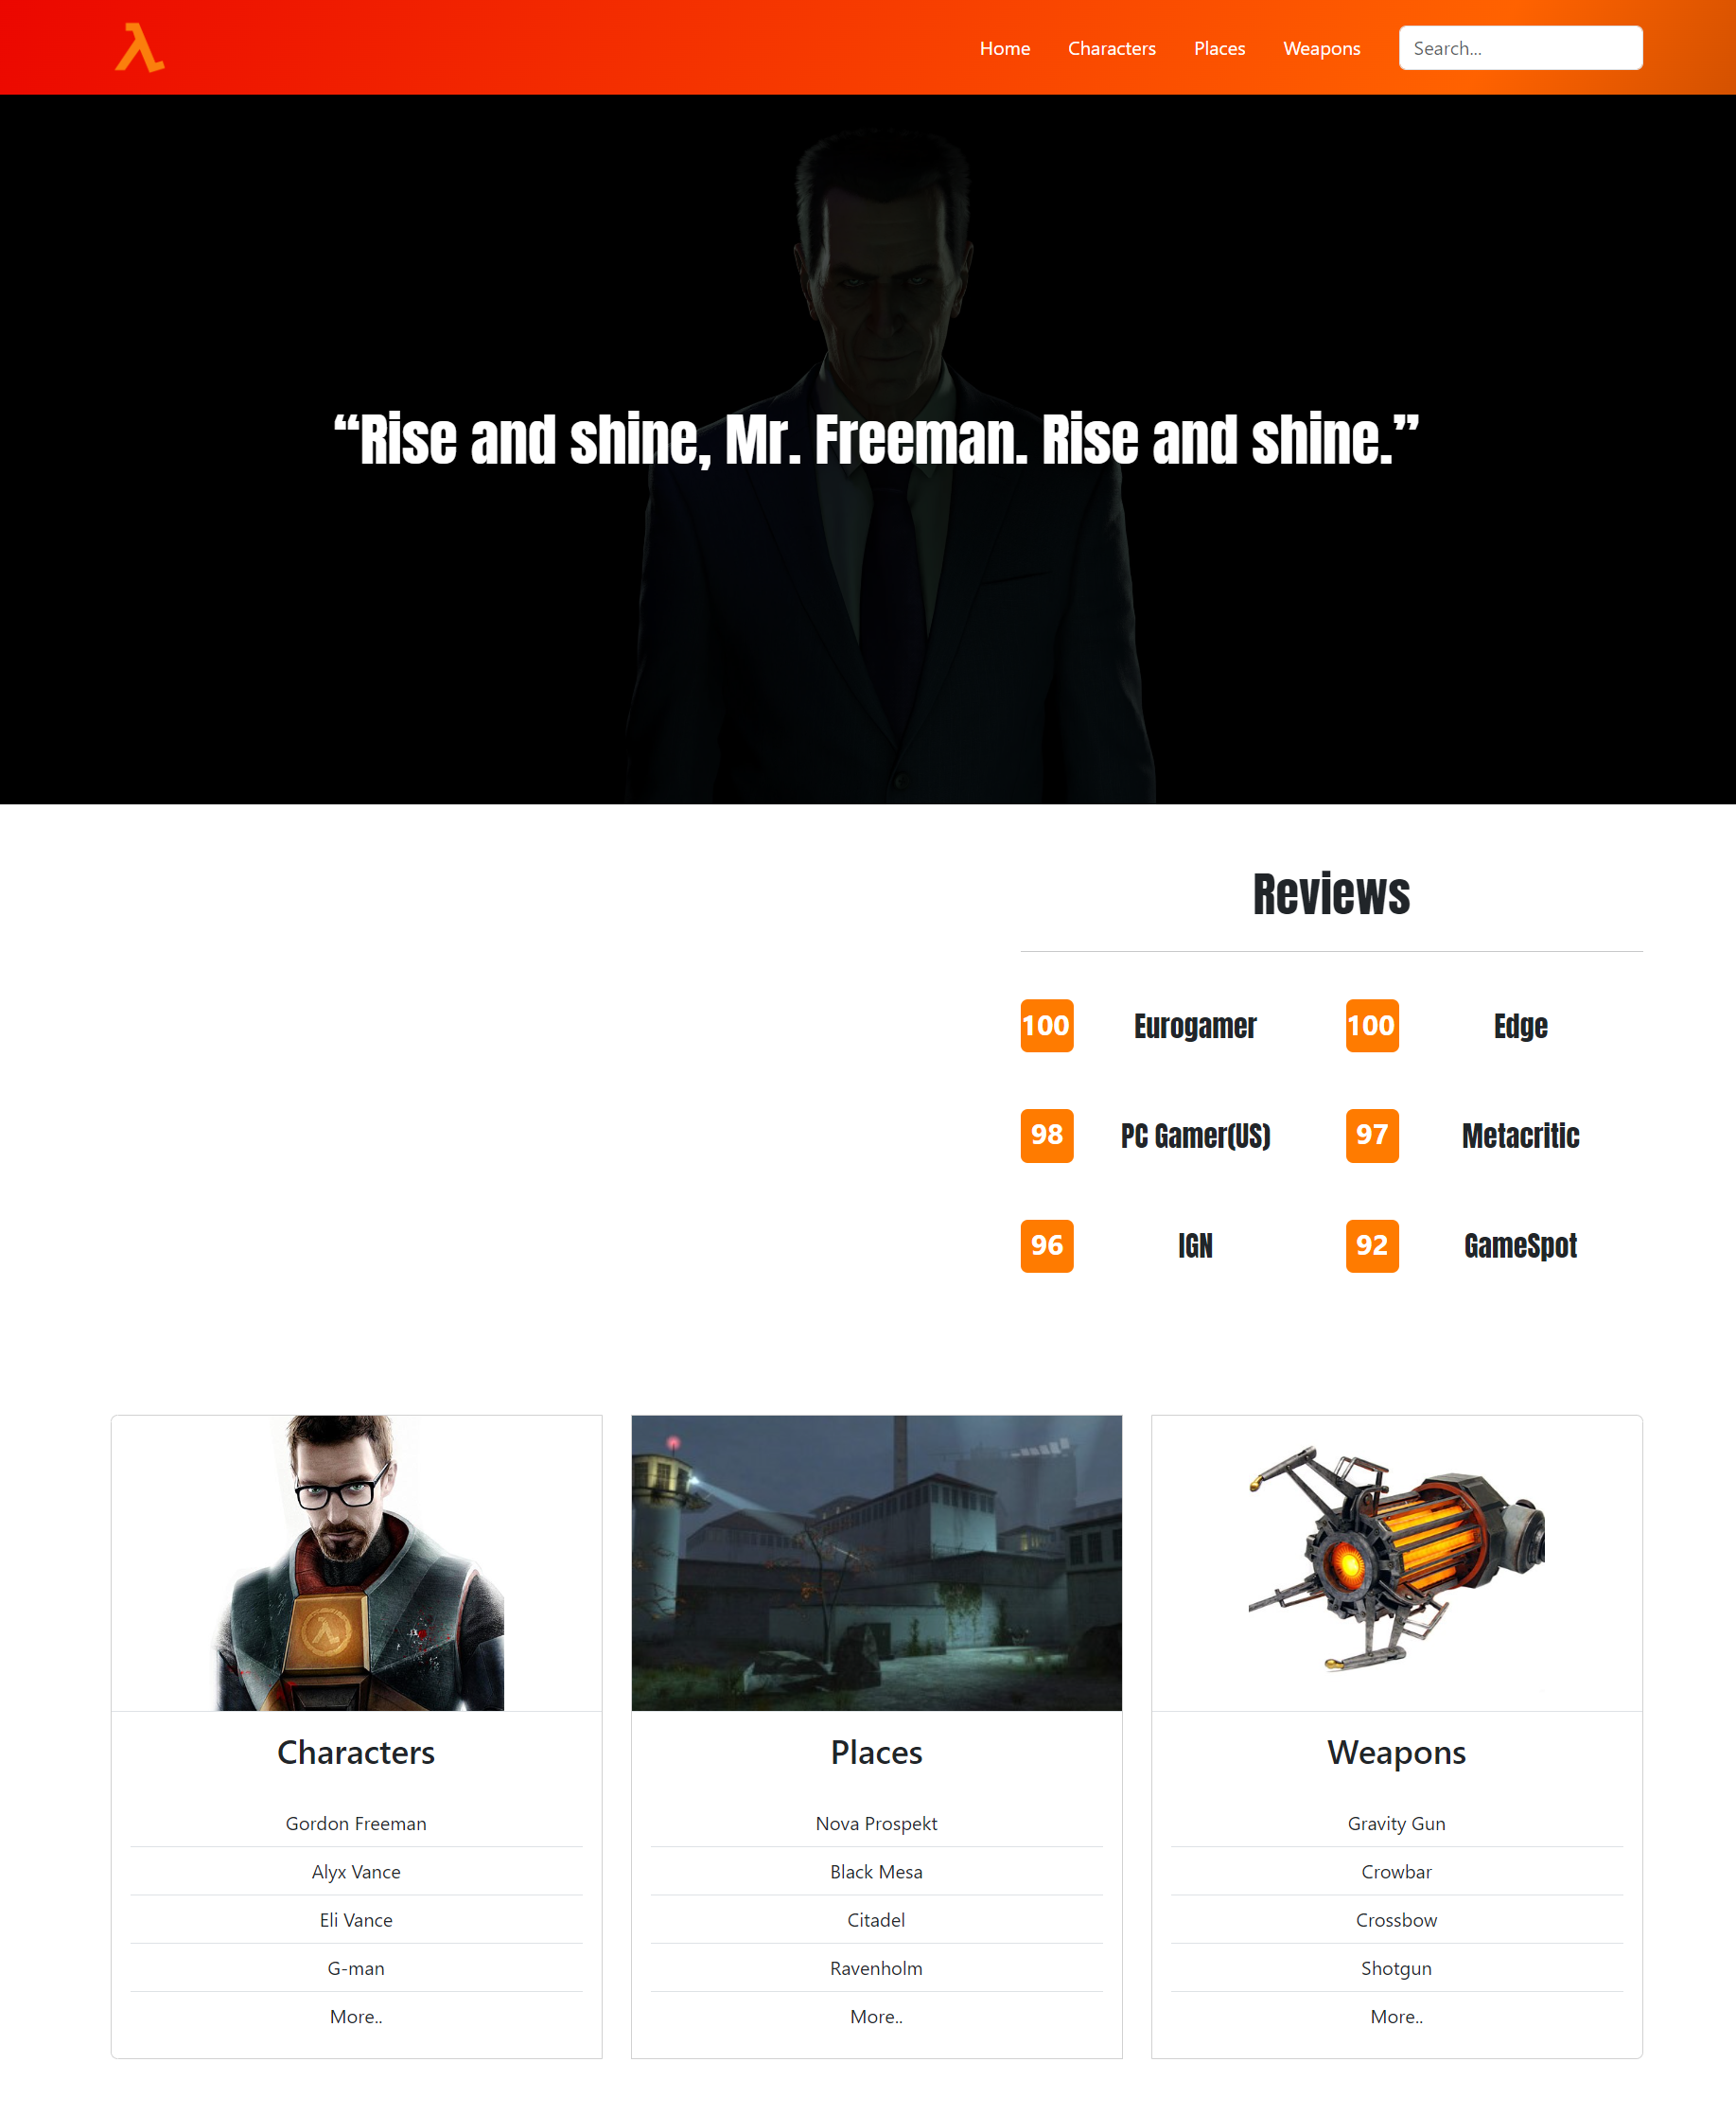 λ
Home Characters Places Weapons Search...
“Rise and shine, Mr. Freeman. Rise and shine.”
Reviews
100 Eurogamer 100 Edge
98 PC Gamer(US) 97 Metacritic
96 IGN 92 GameSpot
Characters
Gordon Freeman
Alyx Vance
Eli Vance
G-man
More..
Places
Nova Prospekt
Black Mesa
Citadel
Ravenholm
More..
Weapons
Gravity Gun
Crowbar
Crossbow
Shotgun
More..